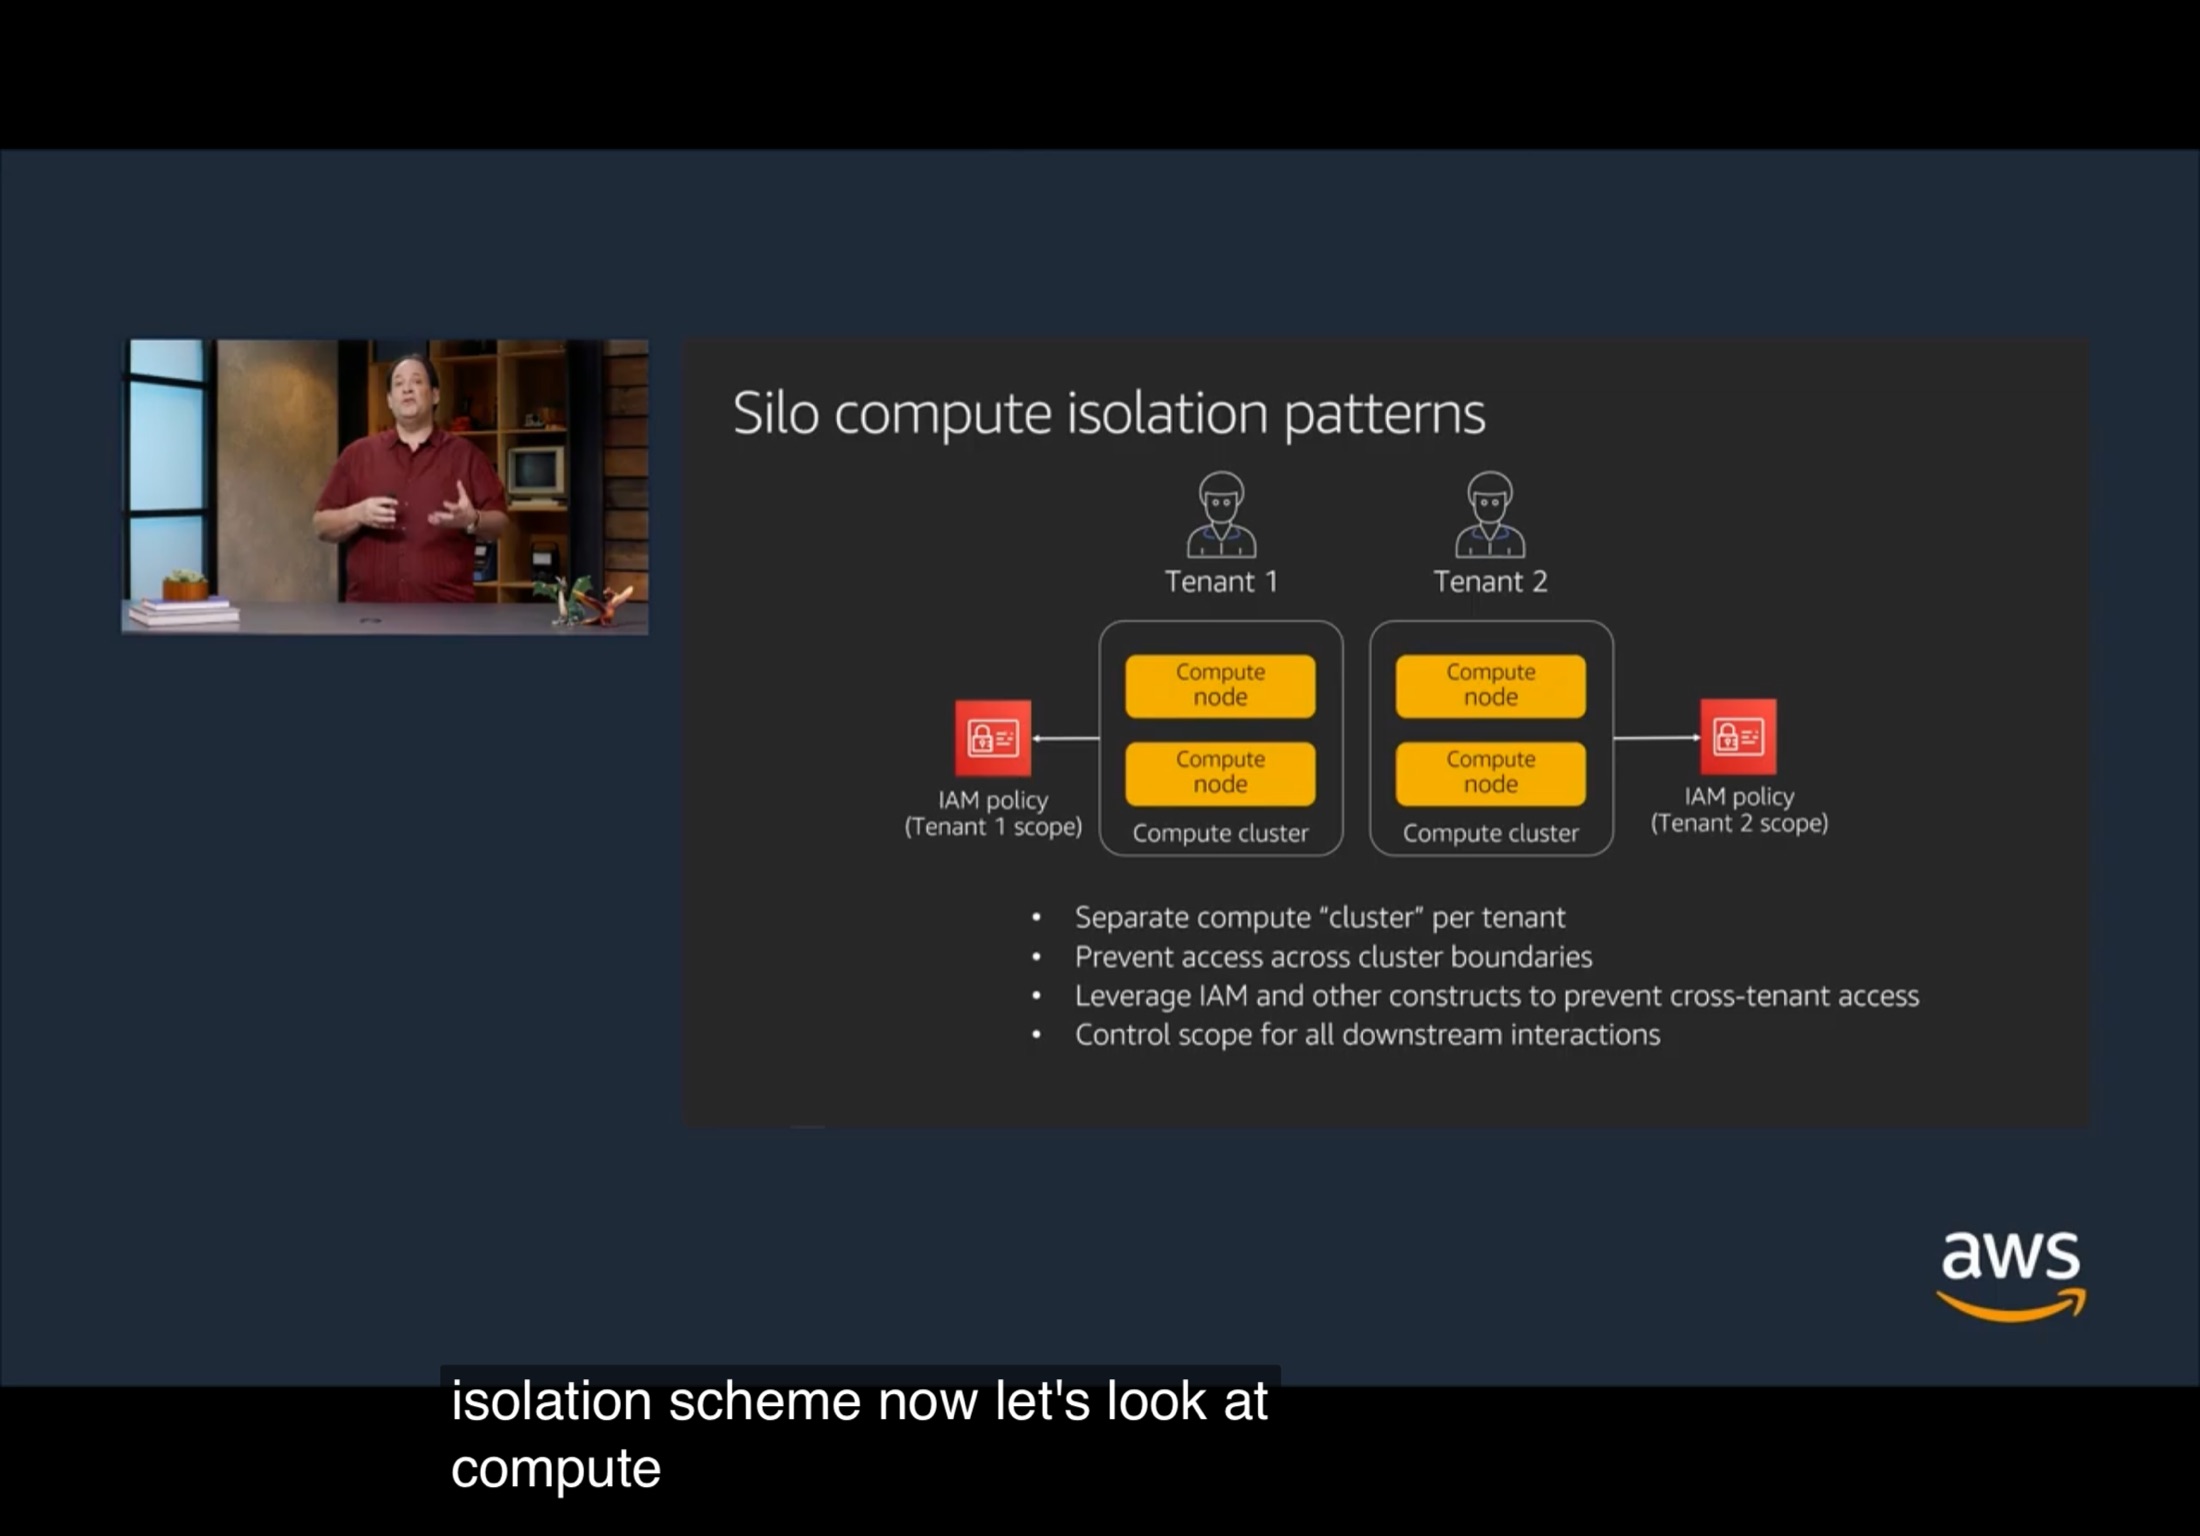 Silo compute isolation patterns
Tenant 1
Tenant 2
Compute
node
Compute
node
Compute
node
Compute
node
IAM policy
(Tenant 1 scope)
Compute cluster
Compute cluster
IAM policy
(Tenant 2 scope)
• Separate compute “cluster” per tenant
• Prevent access across cluster boundaries
• Leverage IAM and other constructs to prevent cross-tenant access
• Control scope for all downstream interactions
aws
isolation scheme now let's look at
compute